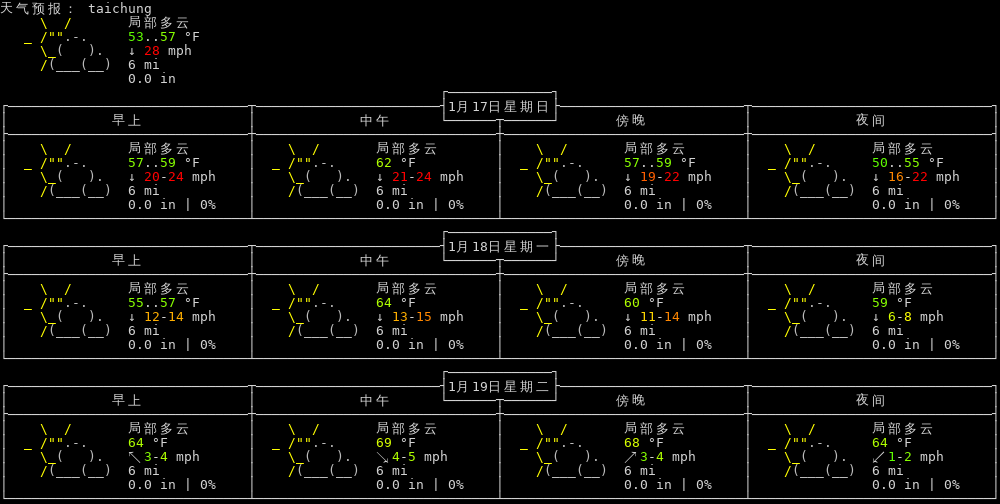 天气预报： taichung
局部多云
53..57 °F
↓ 28 mph
6 mi
0.0 in
1月17日星期日
早上 中午 傍晚 夜间
局部多云 局部多云 局部多云 局部多云
57..59 °F 62 °F 57..59 °F 50..55 °F
↓ 20-24 mph ↓ 21-24 mph ↓ 19-22 mph ↓ 16-22 mph
6 mi 6 mi 6 mi 6 mi
0.0 in | 0% 0.0 in | 0% 0.0 in | 0% 0.0 in | 0%
1月18日星期一
早上 中午 傍晚 夜间
局部多云 局部多云 局部多云 局部多云
55..57 °F 64 °F 60 °F 59 °F
↓ 12-14 mph ↓ 13-15 mph ↓ 11-14 mph ↓ 6-8 mph
6 mi 6 mi 6 mi 6 mi
0.0 in | 0% 0.0 in | 0% 0.0 in | 0% 0.0 in | 0%
1月19日星期二
早上 中午 傍晚 夜间
局部多云 局部多云 局部多云 局部多云
64 °F 69 °F 68 °F 64 °F
↖ 3-4 mph ↘ 4-5 mph ↗ 3-4 mph ↙ 1-2 mph
6 mi 6 mi 6 mi 6 mi
0.0 in | 0% 0.0 in | 0% 0.0 in | 0% 0.0 in | 0%